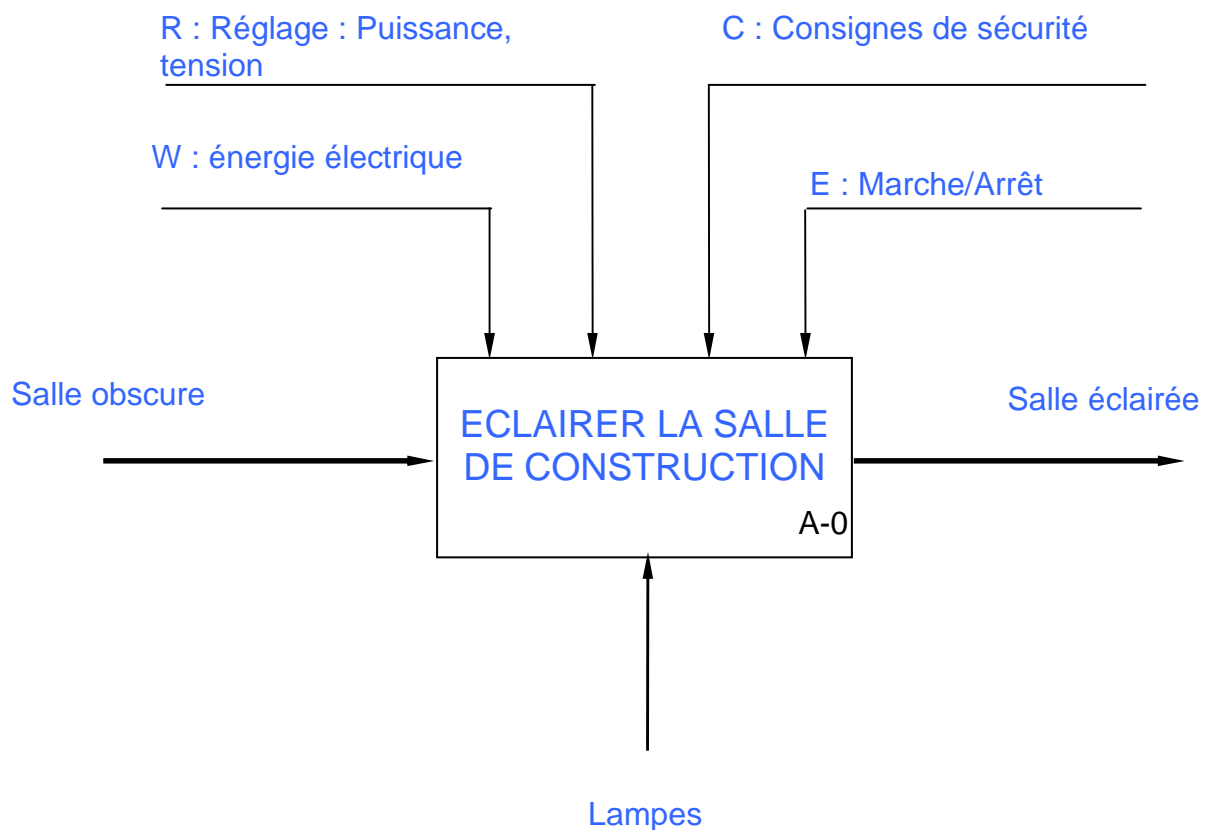 R : Réglage : Puissance,
tension
C : Consignes de sécurité
W : énergie électrique
E : Marche/Arrêt
Salle obscure
ECLAIRER LA SALLE
DE CONSTRUCTION
A-0
Salle éclairée
Lampes